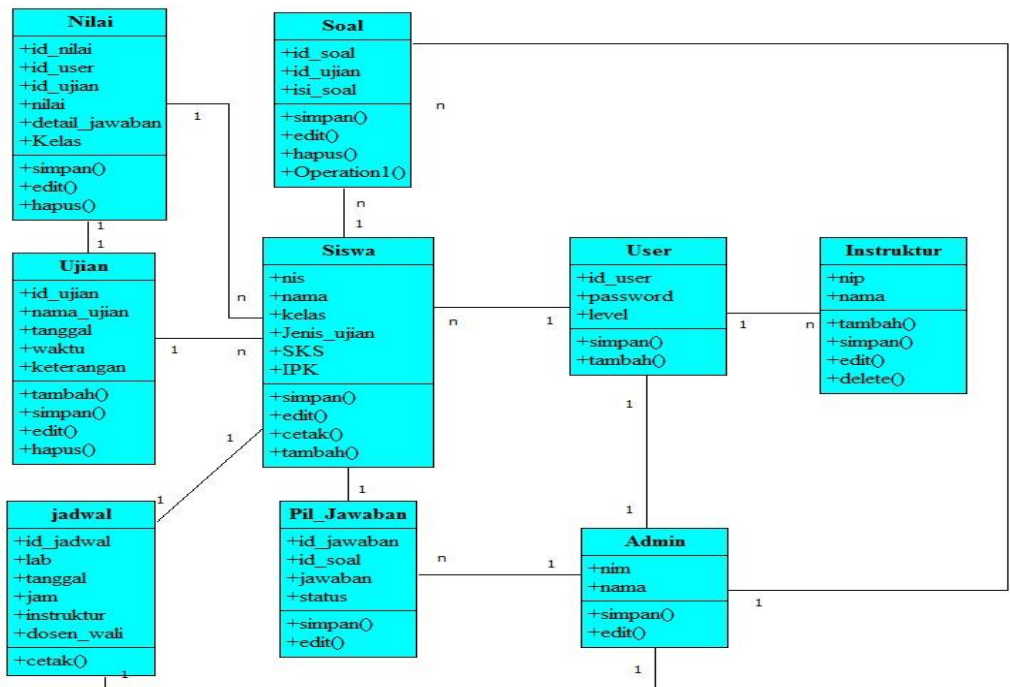 Nilai
+id_nilai
+id_user
+id_ujian
+nilai
+detail_jawaban
+Kelas
+simpan()
+edit()
+hapus()
Soal
+id_soal
+id_ujian
+isi_soal
+simpan()
+edit()
+hapus()
+Operation1()
n
1
n
1
1
1
Ujian
+id_ujian
+nama_ujian
+tanggal
+waktu
+keterangan
+tambah()
+simpan()
+edit()
+hapus()
Siswa
+nis
+nama
+kelas
+Jenis_ujian
+SKS
+IPK
+simpan()
+edit()
+cetak()
+tambah()
User
+id_user
+password
+level
+simpan()
+tambah()
Instruktur
+nip
+nama
+tambah()
+simpan()
+edit()
+delete()
n
1
n
n
1
1
n
1
1
1
1
1
jadwal
+id_jadwal
+lab
+tanggal
+jam
+instruktur
+dosen_wali
+cetak()
1
Pil_Jawaban
+id_jawaban
+id_soal
+jawaban
+status
+simpan()
+edit()
n
1
Admin
+nim
+nama
+simpan()
+edit()
1
1